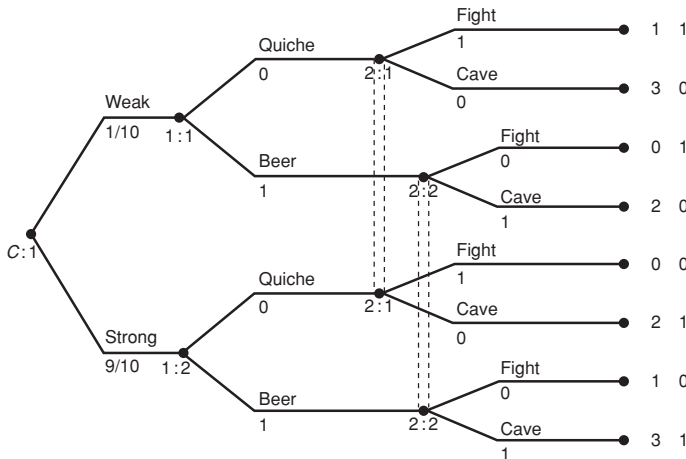 Fight
1
1 1
Quiche
0
2:1
Cave
0
3 0
Weak
1/10
1:1
Fight
0
0 1
Beer
1
2:2
Cave
1
2 0
C:1
Fight
1
0 0
Quiche
0
2:1
Cave
0
2 1
Strong
9/10
1:2
Fight
0
1 0
Beer
1
2:2
Cave
1
3 1